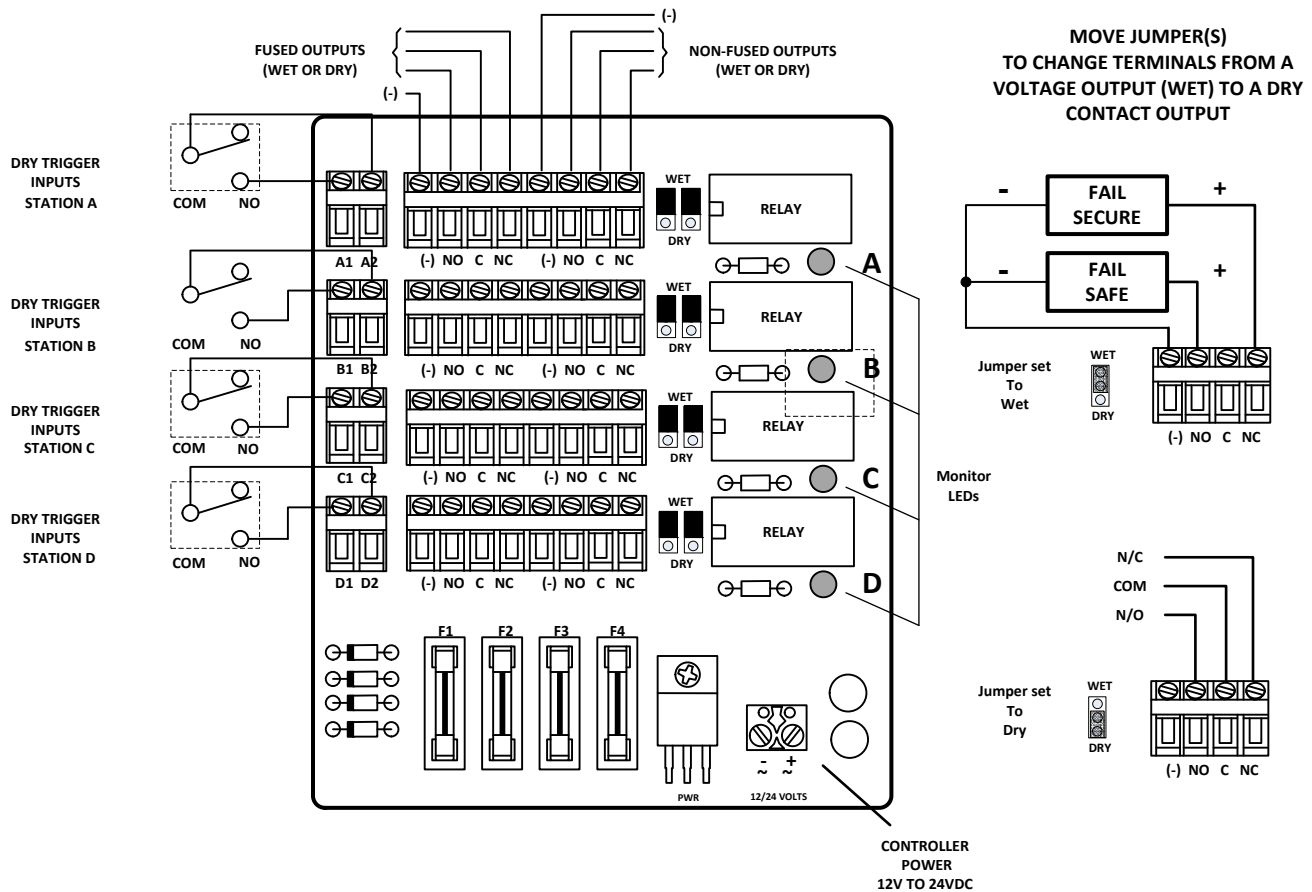 (-)
FUSED OUTPUTS
(WET OR DRY)
NON-FUSED OUTPUTS
(WET OR DRY)
(-)
MOVE JUMPER(S)
TO CHANGE TERMINALS FROM A
VOLTAGE OUTPUT (WET) TO A DRY
CONTACT OUTPUT
DRY TRIGGER
INPUTS
STATION A
COM NO
A1 A2
(-) NO C NC (-) NO C NC
WET
DRY
RELAY
A
DRY TRIGGER
INPUTS
STATION B
COM NO
B1 B2
(-) NO C NC (-) NO C NC
WET
DRY
RELAY
B
DRY TRIGGER
INPUTS
STATION C
COM NO
C1 C2
(-) NO C NC (-) NO C NC
WET
DRY
RELAY
C
DRY TRIGGER
INPUTS
STATION D
COM NO
D1 D2
(-) NO C NC (-) NO C NC
WET
DRY
RELAY
D
Monitor
LEDs
F1 F2 F3 F4
PWR
- +
~ ~
12/24 VOLTS
CONTROLLER
POWER
12V TO 24VDC
- FAIL SECURE +
- FAIL SAFE +
Jumper set
To
Wet
WET
DRY
(-) NO C NC
N/C
COM
N/O
Jumper set
To
Dry
WET
DRY
(-) NO C NC